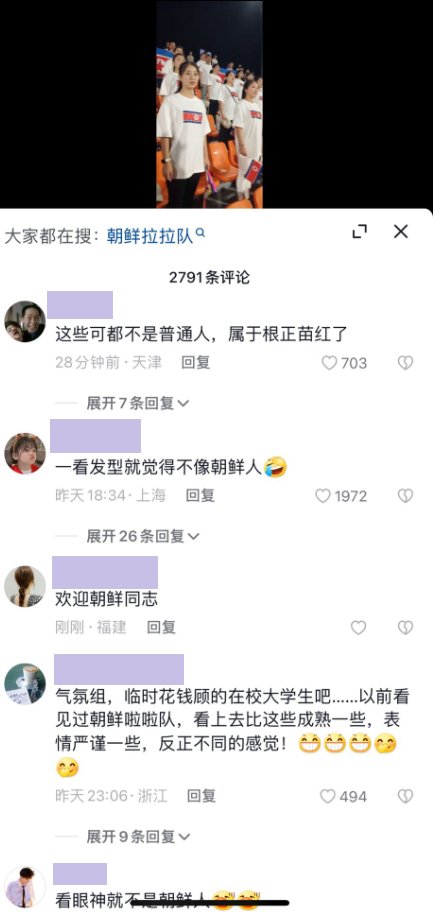 大家都在搜：朝鲜拉拉队
2791条评论
这些可都不是普通人，属于根正苗红了
28分钟前·天津 回复 703
展开7条回复
一看发型就觉得不像朝鲜人🤣
昨天18:34·上海 回复 1972
展开26条回复
欢迎朝鲜同志
刚刚·福建 回复
气氛组，临时花钱顾的在校大学生吧……以前看
见过朝鲜啦啦队，看上去比这些成熟一些，表
情严谨一些，反正不同的感觉！😁😁😁🤭
🤭
昨天23:06·浙江 回复 494
展开9条回复
看眼神就不是朝鲜人🤣🤣